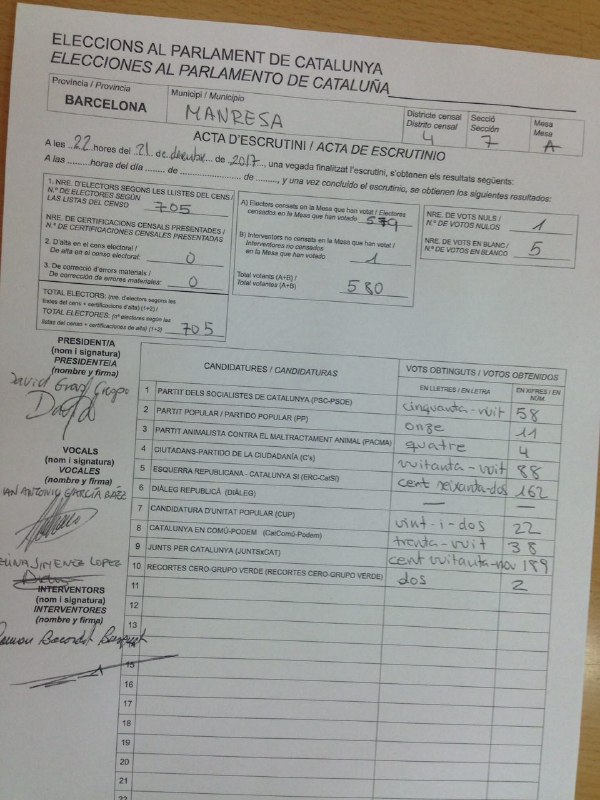 ELECCIONS AL PARLAMENT DE CATALUNYA
ELECCIONES AL PARLAMENTO DE CATALUÑA
Província / Provincia
BARCELONA
Municipi / Municipio
MANRESA
Districte censal
Distrito censal
4
Secció
Sección
7
Mesa
Mesa
A
ACTA D'ESCRUTINI / ACTA DE ESCRUTINIO
A les ...22 hores del 21 de desembre de 2017, una vegada finalitzat l'escrutini, s'obtenen els resultats següents:
A las ........horas del día ........ de ........................ de ........, y una vez concluido el escrutinio, se obtienen los siguientes resultados:
1. NRE. D'ELECTORS SEGONS LES LLISTES DEL CENS /
N.º DE ELECTORES SEGÚN
LAS LISTAS DEL CENSO 705
NRE. DE CERTIFICACIONS CENSALS PRESENTADES /
N.º DE CERTIFICACIONES CENSALES PRESENTADAS
2. D'alta en el cens electoral /
De alta en el censo electoral: 0
3. De correcció d'errors materials /
De corrección de errores materiales: 0
TOTAL ELECTORS: (nre. d'electors segons les
llistes del cens + certificacions d'alta) (1+2) /
TOTAL ELECTORES: (nº electores según las
listas del censo + certificaciones de alta) (1+2) 705
A) Electors censats en la Mesa que han votat / Electores
censados en la Mesa que han votado 579
B) Interventors no censats en la Mesa que han votat /
Interventores no censados
en la Mesa que han votado 1
Total votants (A+B) /
Total votantes (A+B) 580
NRE. DE VOTS NULS /
N.º DE VOTOS NULOS 1
NRE. DE VOTS EN BLANC /
N.º DE VOTOS EN BLANCO 5
PRESIDENT/A
(nom i signatura)
PRESIDENTE/A
(nombre y firma)
David
VOCALS
(nom i signatura)
VOCALES
(nombre y firma)
ANTONIO GARCÍA BÁEZ
JIMENEZ LOPEZ
INTERVENTORS
(nom i signatura)
INTERVENTORES
(nombre y firma)
CANDIDATURES / CANDIDATURAS
VOTS OBTINGUTS / VOTOS OBTENIDOS
EN LLETRES / EN LETRA
EN XIFRES / EN NÚM.
1 PARTIT DELS SOCIALISTES DE CATALUNYA (PSC-PSOE) cinquanta-vuit 58
2 PARTIT POPULAR / PARTIDO POPULAR (PP) onze 11
3 PARTIT ANIMALISTA CONTRA EL MALTRACTAMENT ANIMAL (PACMA) quatre 4
4 CIUTADANS-PARTIDO DE LA CIUDADANÍA (C's) vuitanta-vuit 88
5 ESQUERRA REPUBLICANA - CATALUNYA SÍ (ERC-CatSí) cent seixanta-dos 162
6 DIÀLEG REPUBLICÀ (DIÀLEG) — —
7 CANDIDATURA D'UNITAT POPULAR (CUP) vint-i-dos 22
8 CATALUNYA EN COMÚ-PODEM (CatComú-Podem) trenta-vuit 38
9 JUNTS PER CATALUNYA (JUNTSxCAT) cent vuitanta-nou 189
10 RECORTES CERO-GRUPO VERDE (RECORTES CERO-GRUPO VERDE) dos 2
11
12
13
14
15
16
17
18
19
20
21
22